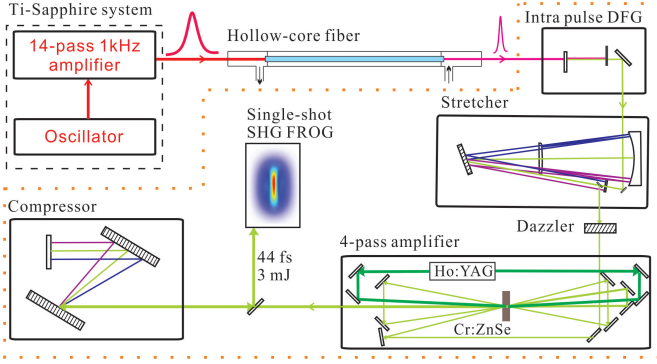 Ti-Sapphire system
14-pass 1kHz
amplifier
Oscillator
Hollow-core fiber
Intra pulse DFG
Stretcher
Single-shot
SHG FROG
Dazzler
Compressor
44 fs
3 mJ
4-pass amplifier
Ho:YAG
Cr:ZnSe